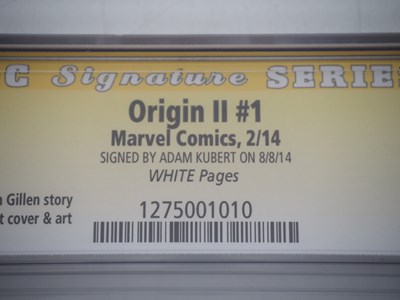 C Signature SERIE
Origin II #1
Marvel Comics, 2/14
SIGNED BY ADAM KUBERT ON 8/8/14
WHITE Pages
Gillen story
cover & art
1275001010